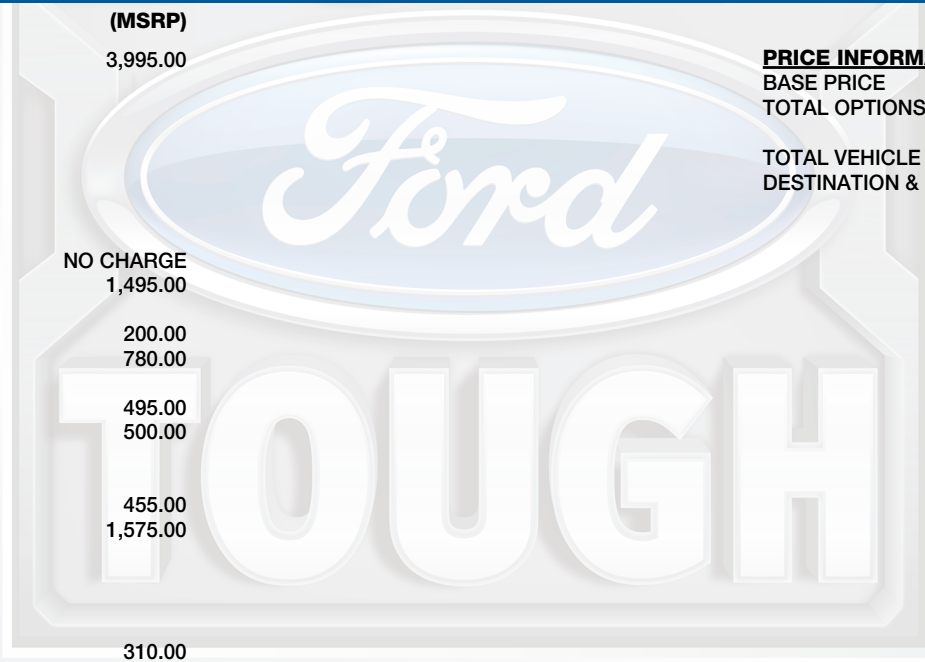 (MSRP)
3,995.00
NO CHARGE
1,495.00
200.00
780.00
495.00
500.00
455.00
1,575.00
310.00
PRICE INFORM
BASE PRICE
TOTAL OPTIONS
TOTAL VEHICLE
DESTINATION &
Ford
TOUGH